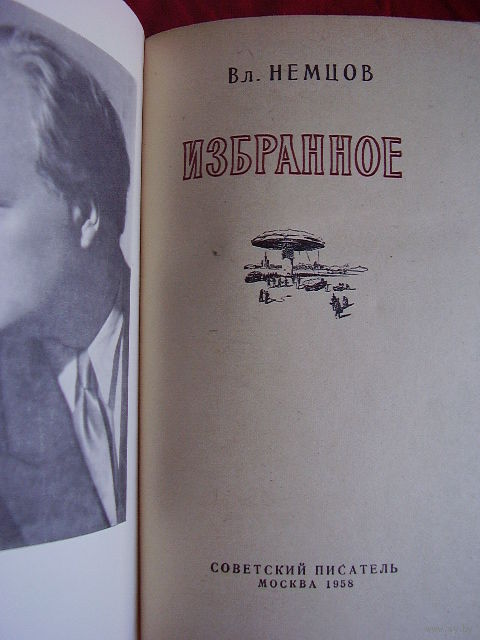 Вл. НЕМЦОВ
ИЗБРАННОЕ
СОВЕТСКИЙ ПИСАТЕЛЬ
МОСКВА 1958